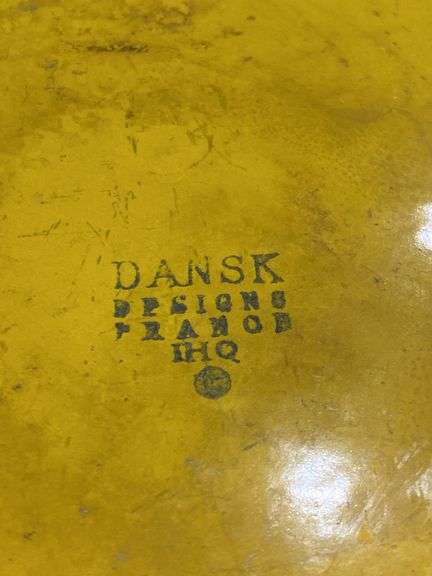 DANSK
DESIGNS
FRANCE
IHQ
©